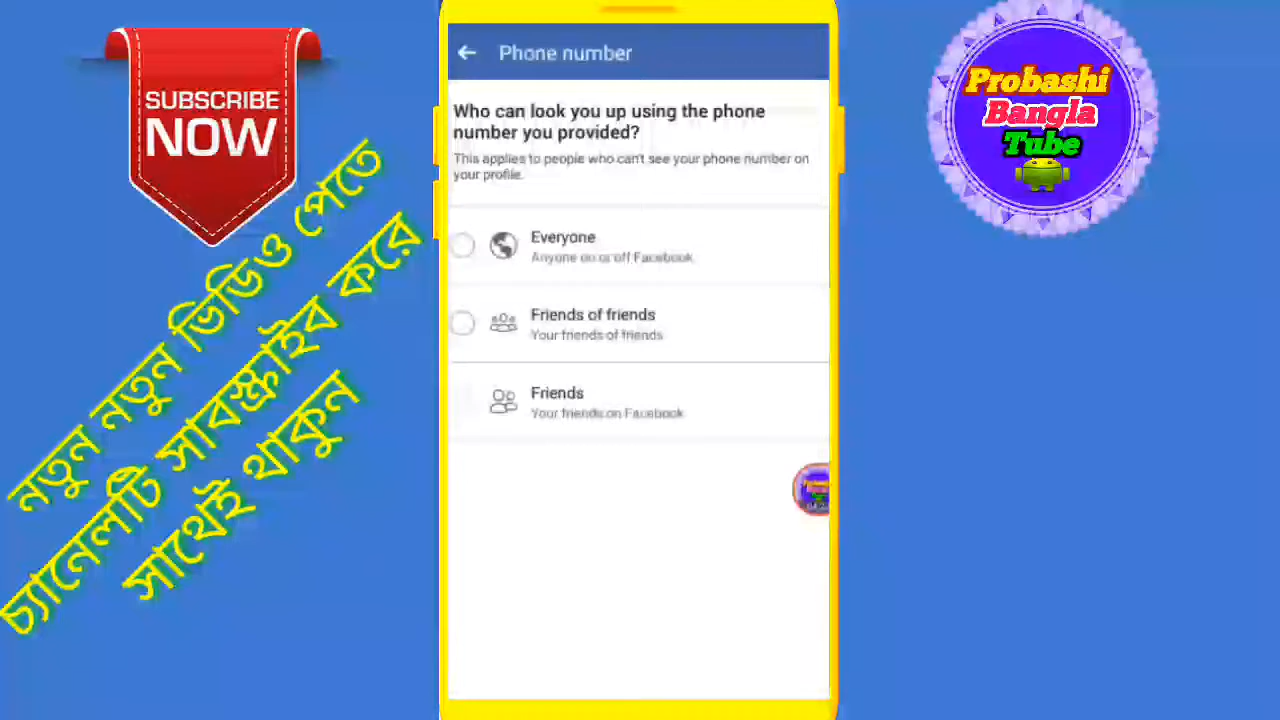 SUBSCRIBE
NOW
নতুন নতুন ভিডিও পেতে
চ্যানেলটি সাবস্ক্রাইব করে
সাথেই থাকুন
Phone number
Who can look you up using the phone
number you provided?
This applies to people who can't see your phone number on
your profile.
Everyone
Anyone on or off Facebook
Friends of friends
Your friends of friends
Friends
Your friends on Facebook
Probashi
Bangla
Tube